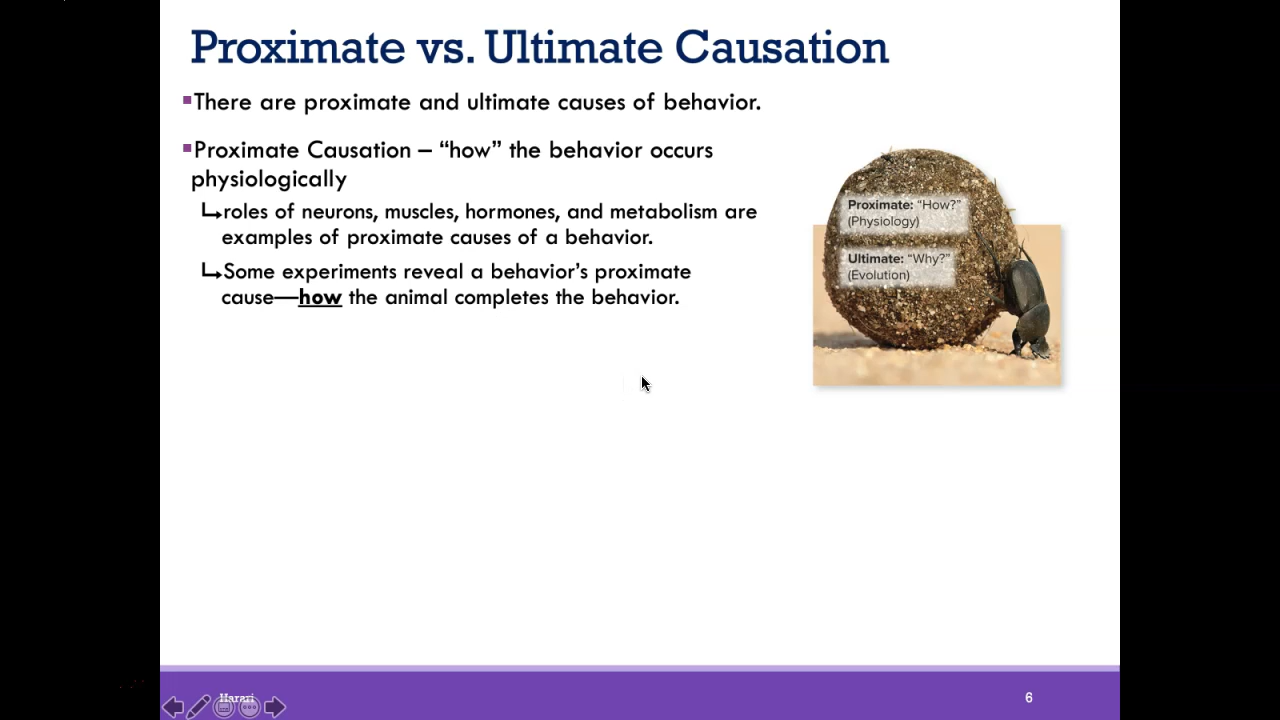 Proximate vs. Ultimate Causation
There are proximate and ultimate causes of behavior.
Proximate Causation – “how” the behavior occurs
physiologically
roles of neurons, muscles, hormones, and metabolism are
examples of proximate causes of a behavior.
Some experiments reveal a behavior’s proximate
cause—how the animal completes the behavior.
Proximate: “How?”
(Physiology)
Ultimate: “Why?”
(Evolution)
Harari
6